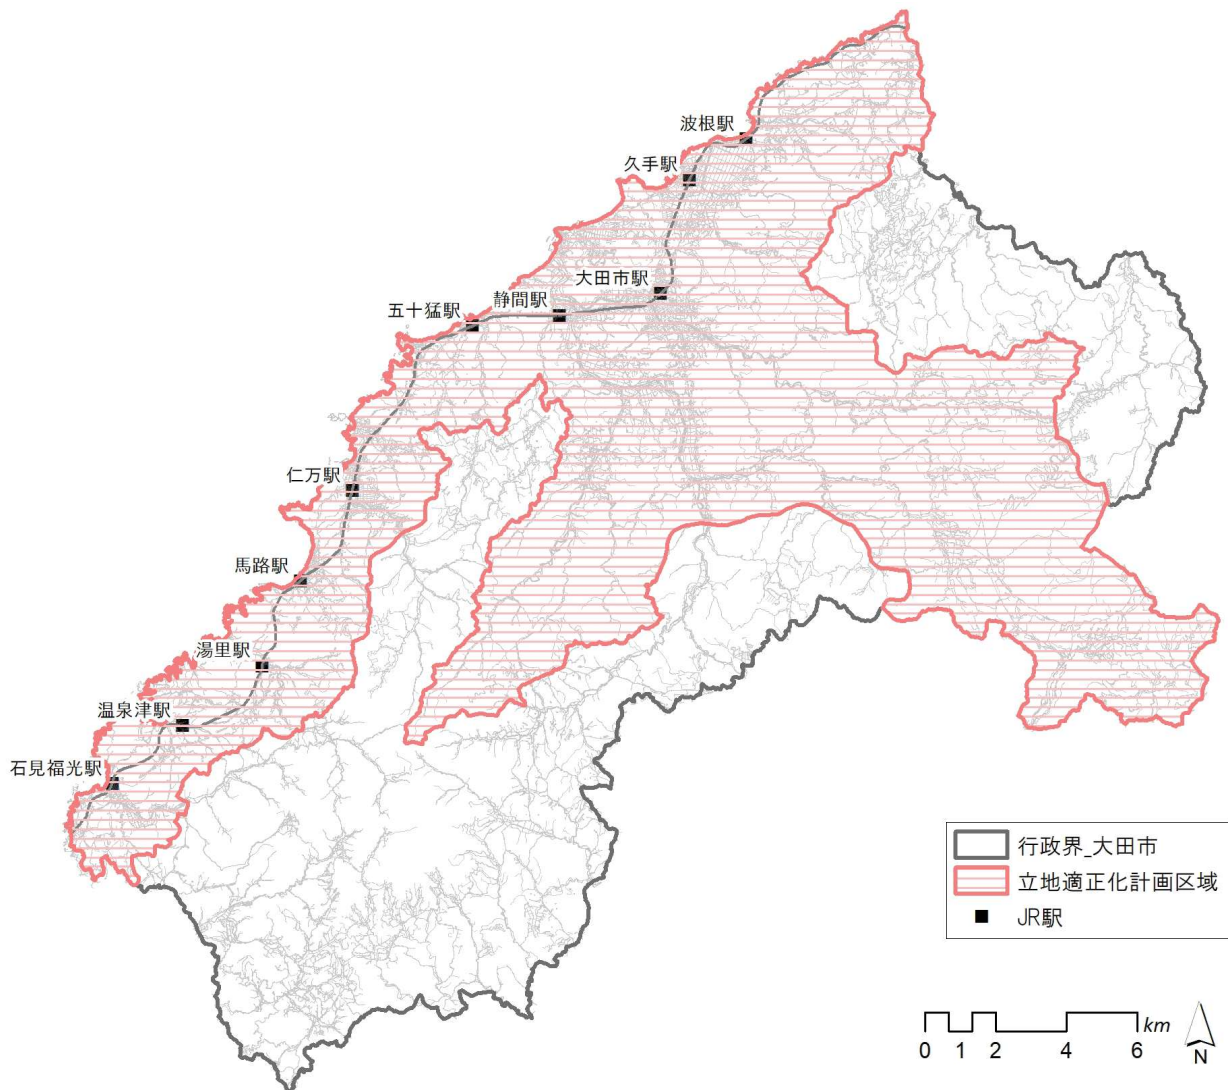 波根駅
久手駅
大田市駅
静間駅
五十猛駅
仁万駅
馬路駅
湯里駅
温泉津駅
石見福光駅
行政界_大田市
立地適正化計画区域
JR駅
km
0 1 2 4 6
N